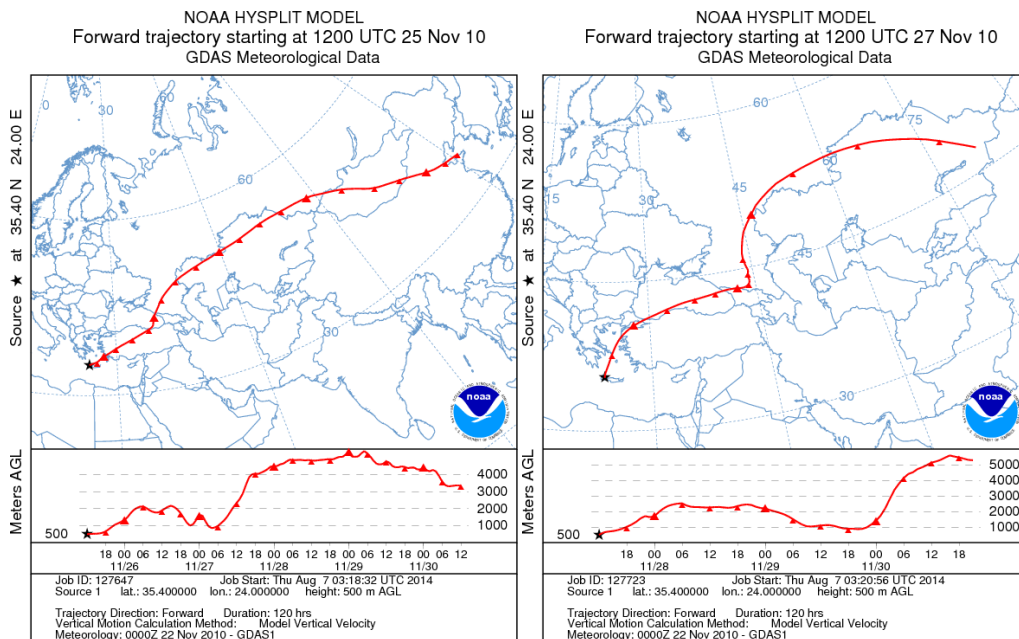 NOAA HYSPLIT MODEL
Forward trajectory starting at 1200 UTC 25 Nov 10
GDAS Meteorological Data
Source ★ at 35.40 N 24.00 E
0
30
60
60
75
30
noaa
Meters AGL
500
4000
3000
2000
1000
18 00 06 12 18 00 06 12 18 00 06 12 18 00 06 12 18 00 06 12
11/26 11/27 11/28 11/29 11/30
Job ID: 127647 Job Start: Thu Aug 7 03:18:32 UTC 2014
Source 1 lat.: 35.400000 lon.: 24.000000 height: 500 m AGL
Trajectory Direction: Forward Duration: 120 hrs
Vertical Motion Calculation Method: Model Vertical Velocity
Meteorology: 0000Z 22 Nov 2010 - GDAS1
NOAA HYSPLIT MODEL
Forward trajectory starting at 1200 UTC 27 Nov 10
GDAS Meteorological Data
Source ★ at 35.40 N 24.00 E
60
75
60
45
15
30
45
30
noaa
Meters AGL
500
5000
4000
3000
2000
1000
18 00 06 12 18 00 06 12 18 00 06 12 18
11/28 11/29 11/30
Job ID: 127723 Job Start: Thu Aug 7 03:20:56 UTC 2014
Source 1 lat.: 35.400000 lon.: 24.000000 height: 500 m AGL
Trajectory Direction: Forward Duration: 120 hrs
Vertical Motion Calculation Method: Model Vertical Velocity
Meteorology: 0000Z 22 Nov 2010 - GDAS1